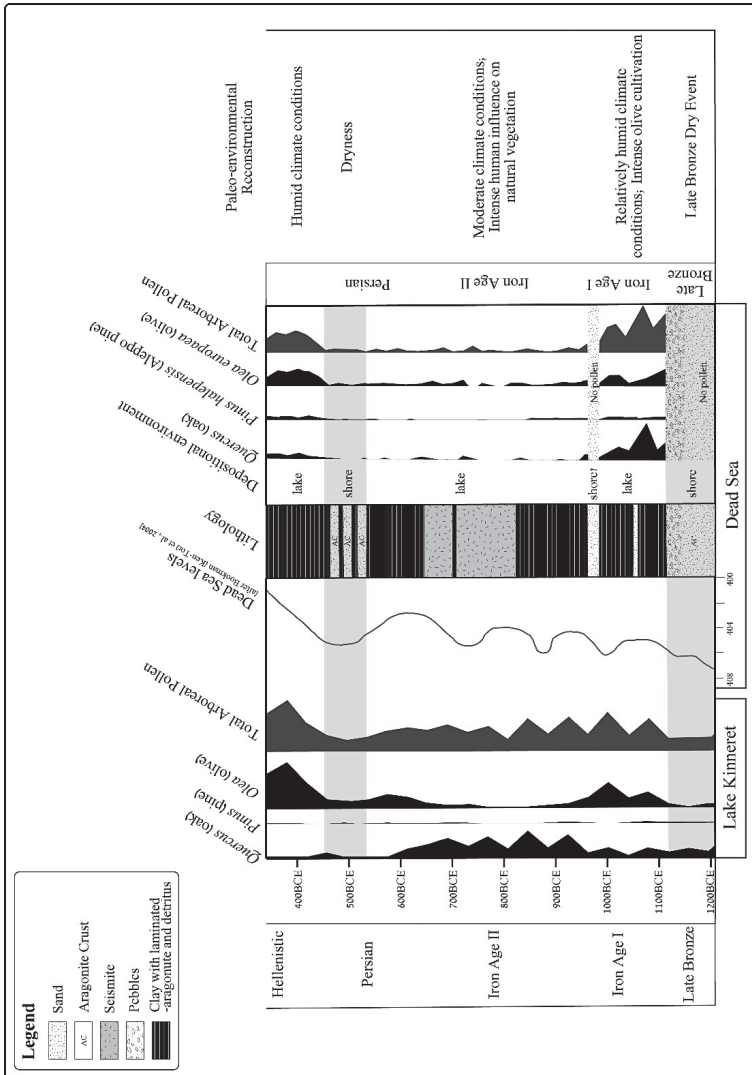 Legend
Sand
AC
Aragonite Crust
Seismite
Pebblcs
Clay with laminated
-aragonute and detritus
Paleo-environmental
Rcconstruction
Humid climate conditions
Dryness
Moderate climate conditions;
Intense human influence on
natural vegetation
Relatively humid climate
conditions; Intense olive cultivation
Late Bronze Dry Event
Persian
Iron Age II
Iron Age I
Late
Bronze
Total Arboreal Pollen
Olea europaea (olive)
Pinus halepensis (Aleppo pine)
Quercus (oak)
No pollen
No pollen
Depositional environment
lake
shore
lake
shorc?
lake
shorc
Lithology
AC
AC
AC
AC
Dead Sea
Dead Sea levels
(after Bookman (Ken-Tor) et al., 2004)
400
404
408
Total Arboreal Pollen
Olea (olive)
Pinus (pine)
Quercus (oak)
Lake Kinneret
400BCE
500BCE
600BCE
700BCE
800BCE
900BCE
1000BCE
1100BCE
1200BCE
Hellenistic
Persian
Iron Age II
Iron Age I
Late Bronze